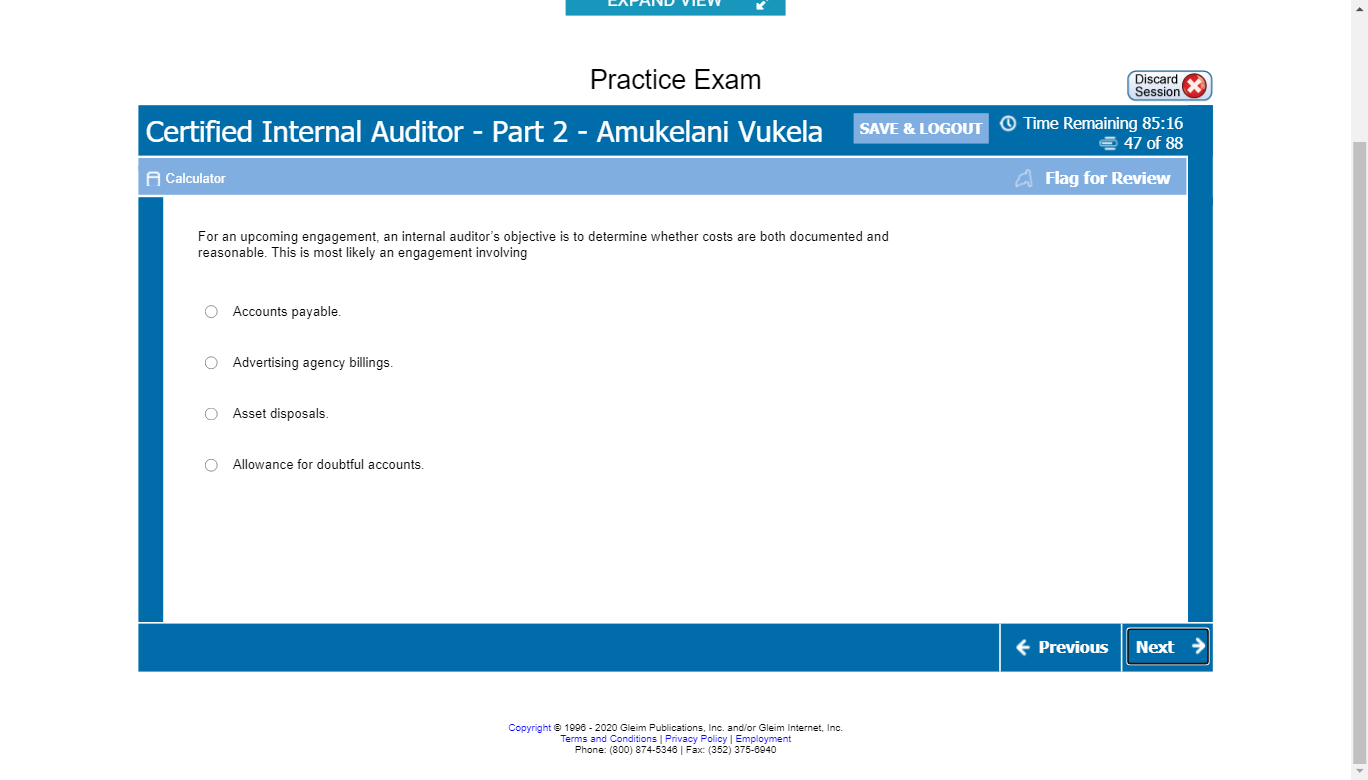 EXPAND VIEW
Practice Exam
Discard
Session
Certified Internal Auditor - Part 2 - Amukelani Vukela
SAVE & LOGOUT
Time Remaining 85:16
47 of 88
Calculator
Flag for Review
For an upcoming engagement, an internal auditor's objective is to determine whether costs are both documented and
reasonable. This is most likely an engagement involving
Accounts payable.
Advertising agency billings.
Asset disposals.
Allowance for doubtful accounts.
Previous
Next
Copyright © 1996 - 2020 Gleim Publications, Inc. and/or Gleim Internet, Inc.
Terms and Conditions | Privacy Policy | Employment
Phone: (800) 874-5346 | Fax: (352) 375-6940